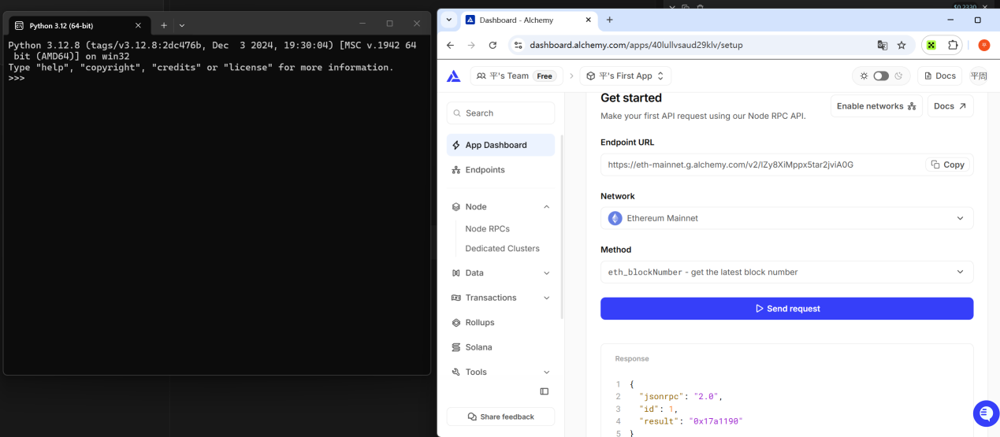 $0.2330
Python 3.12 (64-bit)
Python 3.12.8 (tags/v3.12.8:2dc476b, Dec  3 2024, 19:30:04) [MSC v.1942 64
bit (AMD64)] on win32
Type "help", "copyright", "credits" or "license" for more information.
>>>
Dashboard - Alchemy
dashboard.alchemy.com/apps/40lullvsaud29klv/setup
平's Team Free
平's First App
Docs
平周
Search
App Dashboard
Endpoints
Node
Node RPCs
Dedicated Clusters
Data
Transactions
Rollups
Solana
Tools
Share feedback
Get started
Make your first API request using our Node RPC API.
Enable networks
Docs
Endpoint URL
https://eth-mainnet.g.alchemy.com/v2/lZy8XiMppx5tar2jviA0G
Copy
Network
Ethereum Mainnet
Method
eth_blockNumber - get the latest block number
Send request
Response
1 {
2 "jsonrpc": "2.0",
3 "id": 1,
4 "result": "0x17a1190"
5 }